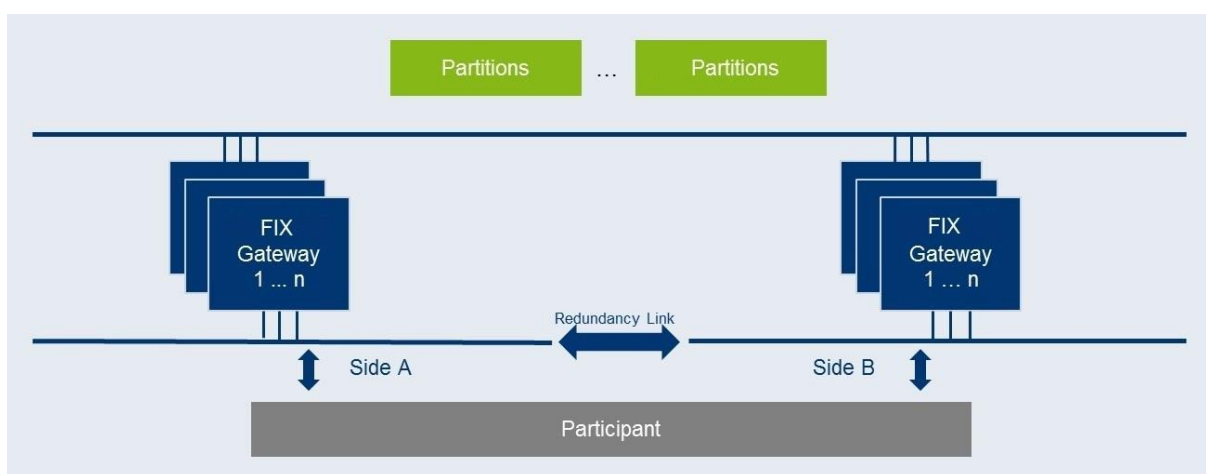 Partitions ... Partitions
FIX
Gateway
1 ... n
FIX
Gateway
1 ... n
Redundancy Link
Side A
Side B
Participant